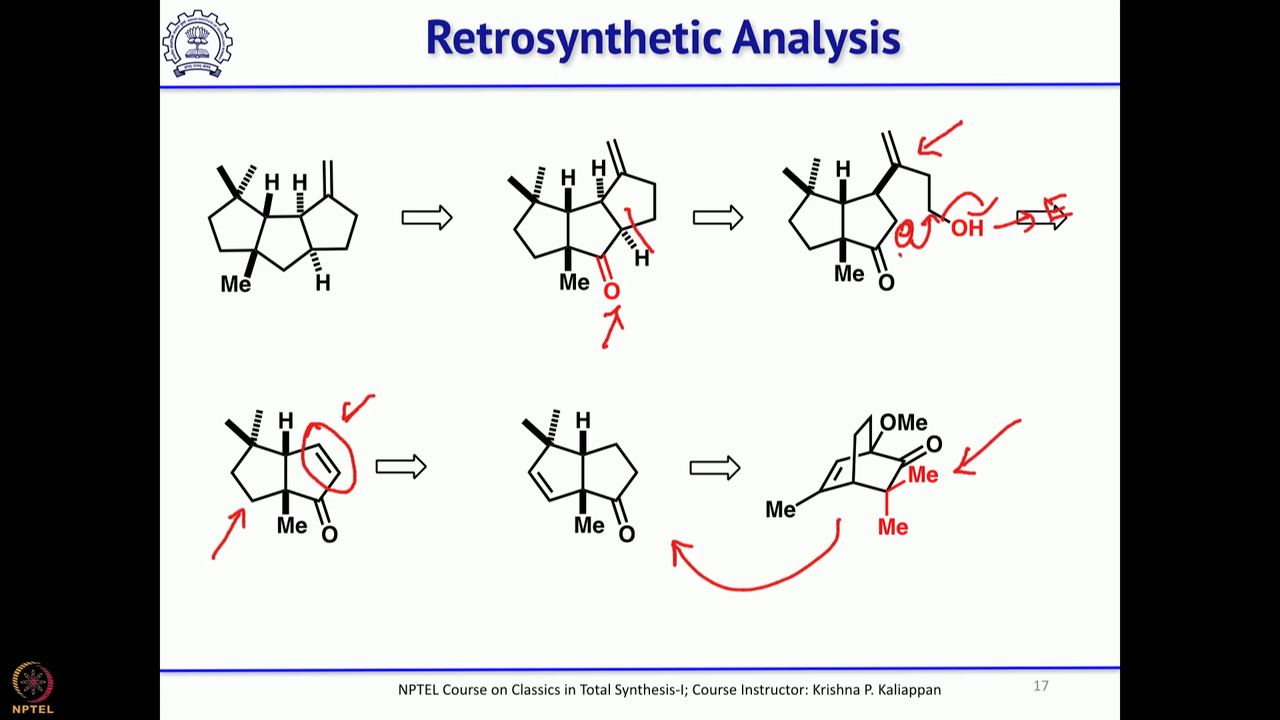 Retrosynthetic Analysis
H H
Me
H
H H
H
Me
O
H
OH
E
Me
O
H
Me
O
H
Me
O
OMe
O
Me
Me
Me
NPTEL Course on Classics in Total Synthesis-I; Course Instructor: Krishna P. Kaliappan
17
NPTEL